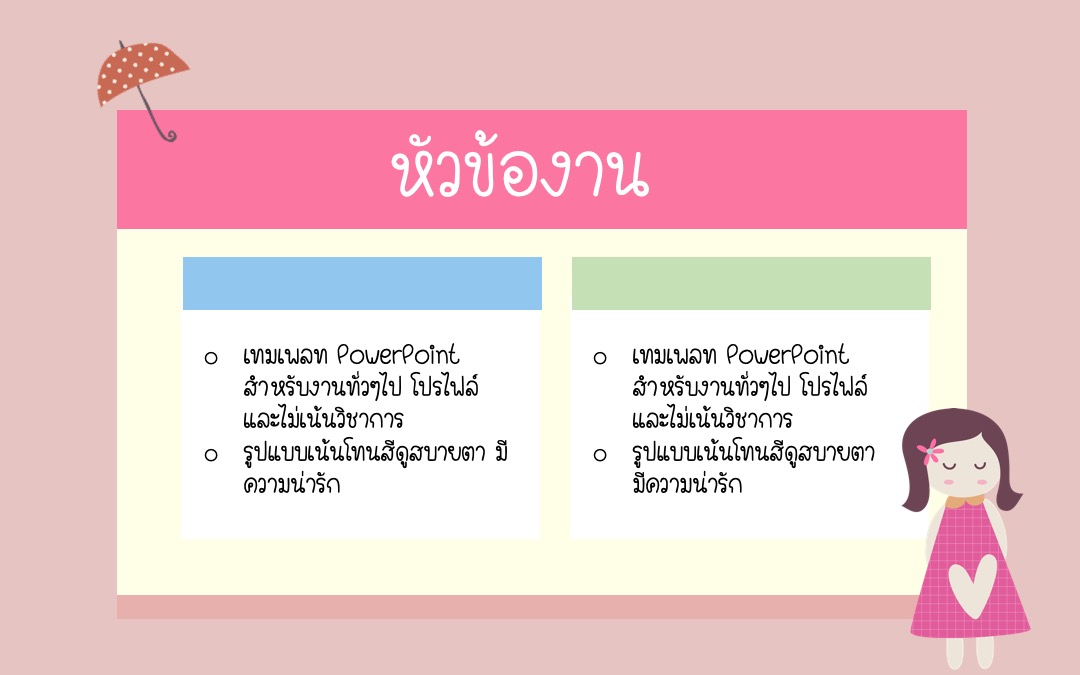 หัวข้องาน
เทมเพลท PowerPoint
สำหรับงานทั่วๆไป โปรไฟล์
และไม่เน้นวิชาการ
รูปแบบเน้นโทนสีดูสบายตา มี
ความน่ารัก
เทมเพลท PowerPoint
สำหรับงานทั่วๆไป โปรไฟล์
และไม่เน้นวิชาการ
รูปแบบเน้นโทนสีดูสบายตา
มีความน่ารัก